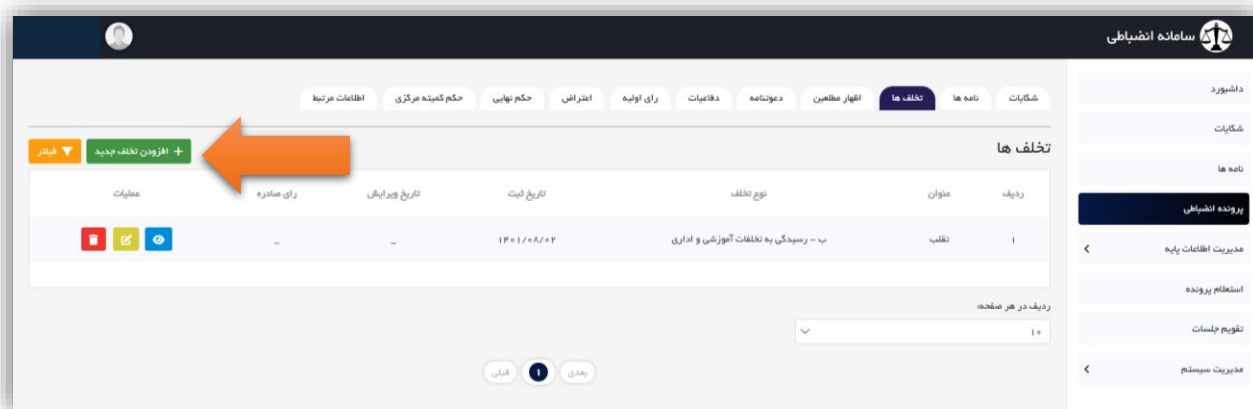 سامانه انضباطی
داشبورد
شکایات
نامه ها
پرونده انضباطی
مدیریت اطلاعات پایه
استعلام پرونده
تقویم جلسات
مدیریت سیستم
شکایات نامه ها تخلف ها اظهار مطلعین دعوتنامه دفاعیات رای اولیه اعتراض حکم نهایی حکم کمیته مرکزی اطلاعات مرتبط
تخلف ها
+ افزودن تخلف جدید فیلتر
ردیف عنوان نوع تخلف تاریخ ثبت تاریخ ویرایش رای صادره عملیات
۱ تقلب ب - رسیدگی به تخلفات آموزشی و اداری ۱۴۰۱/۰۸/۰۲ - -
ردیف در هر صفحه:
۱۰
بعدی ۱ قبلی